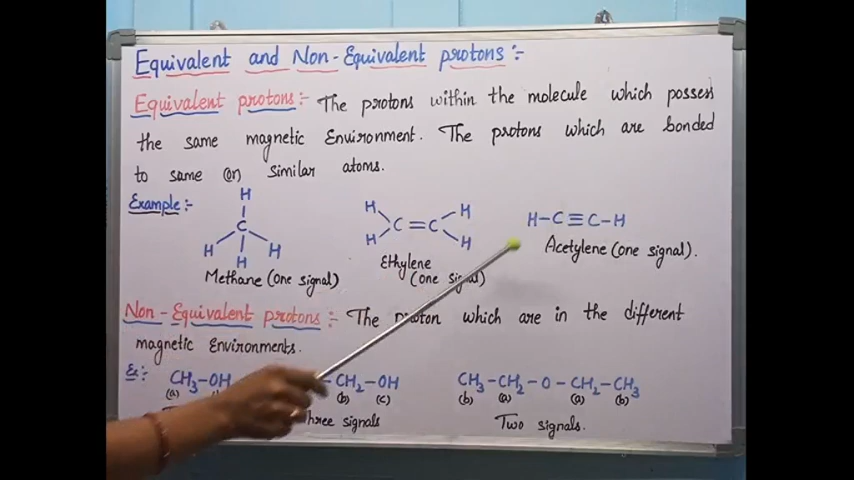 Equivalent and Non-Equivalent protons :-
Equivalent protons:- The protons within the molecule which possess
the same magnetic Environment. The protons which are bonded
to same (or) similar atoms.
Example :-
H
C
H H H
Methane (one signal)
H H
C = C
H H
Ethylene
(one signal)
H-C≡C-H
Acetylene (one signal).
Non-Equivalent protons :- The proton which are in the different
magnetic Environments.
Ex:- CH3-OH - CH2-OH CH3-CH2-O-CH2-CH3
(a) (b) (c) (b) (a) (a) (b)
Three signals Two signals.